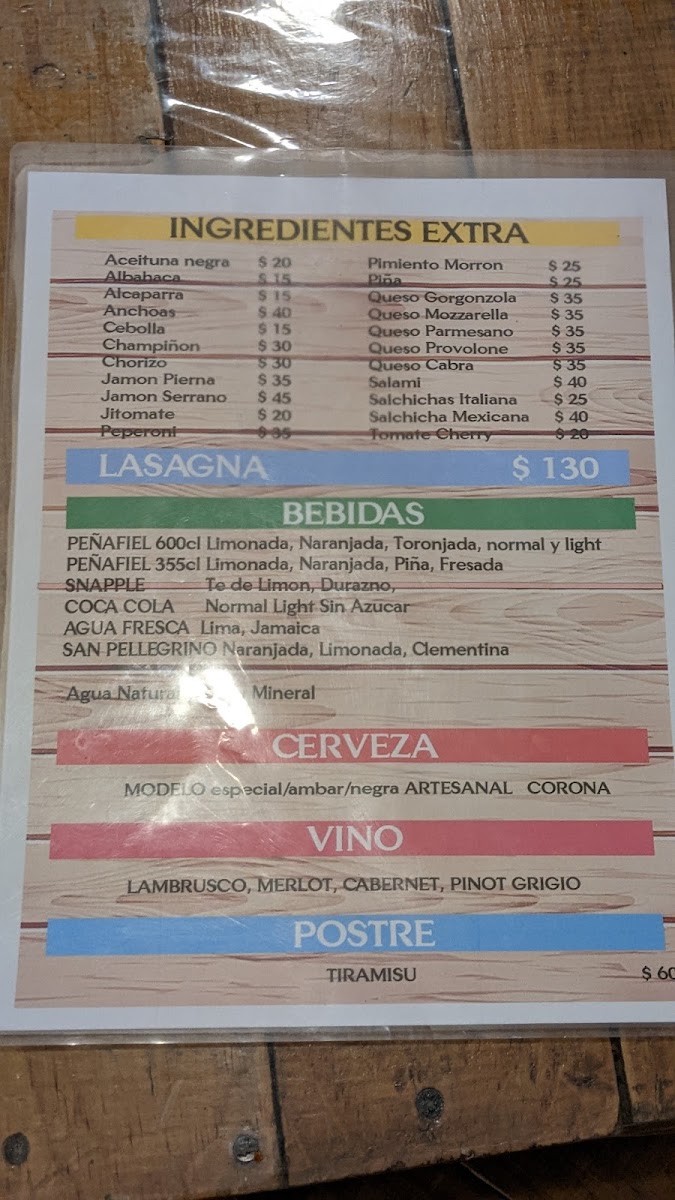 INGREDIENTES EXTRA
Aceituna negra $ 20
Albahaca $ 15
Alcaparra $ 15
Anchoas $ 40
Cebolla $ 15
Champiñon $ 30
Chorizo $ 30
Jamon Pierna $ 35
Jamon Serrano $ 45
Jitomate $ 20
Peperoni $ 35
Pimiento Morron $ 25
Piña $ 25
Queso Gorgonzola $ 35
Queso Mozzarella $ 35
Queso Parmesano $ 35
Queso Provolone $ 35
Queso Cabra $ 35
Salami $ 40
Salchichas Italiana $ 25
Salchicha Mexicana $ 40
Tomate Cherry $ 20
LASAGNA $ 130
BEBIDAS
PEÑAFIEL 600cl Limonada, Naranjada, Toronjada, normal y light
PEÑAFIEL 355cl Limonada, Naranjada, Piña, Fresada
SNAPPLE Te de Limon, Durazno,
COCA COLA Normal Light Sin Azucar
AGUA FRESCA Lima, Jamaica
SAN PELLEGRINO Naranjada, Limonada, Clementina
Agua Natural Mineral
CERVEZA
MODELO especial/ambar/negra ARTESANAL CORONA
VINO
LAMBRUSCO, MERLOT, CABERNET, PINOT GRIGIO
POSTRE
TIRAMISU $ 60